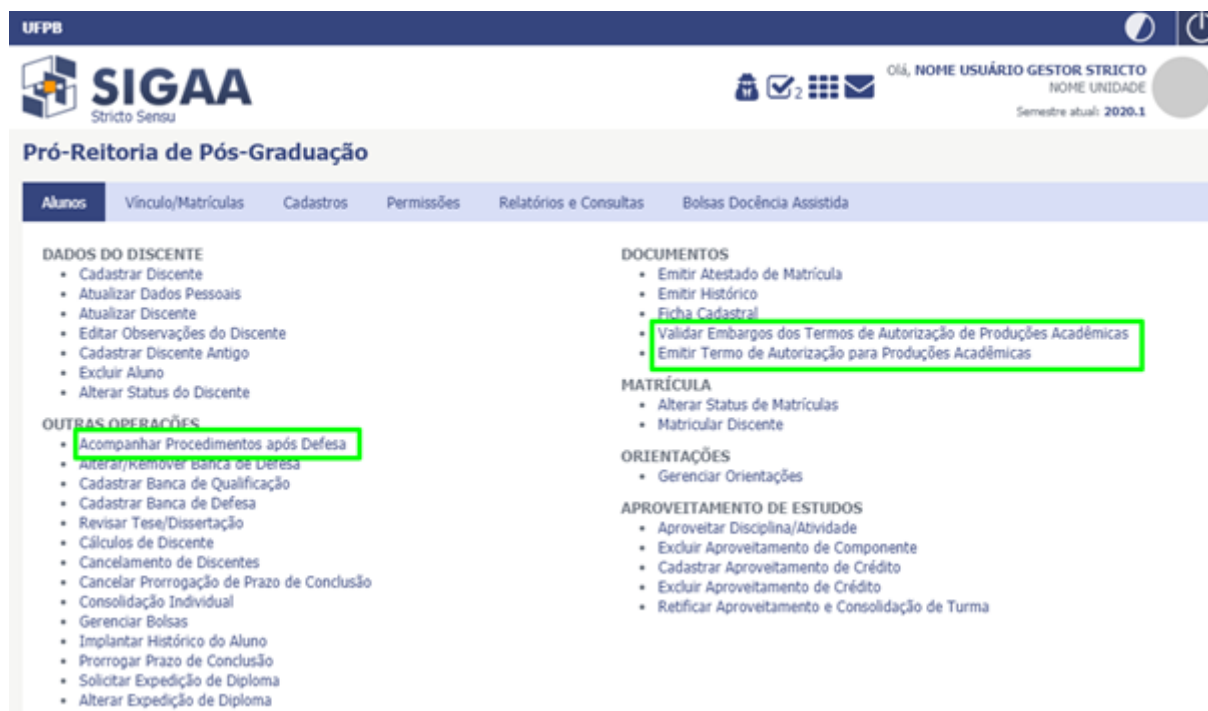 UFPB
SIGAA
Stricto Sensu
2
Olá, NOME USUÁRIO GESTOR STRICTO
NOME UNIDADE
Semestre atual: 2020.1
Pró-Reitoria de Pós-Graduação
Alunos Vínculo/Matrículas Cadastros Permissões Relatórios e Consultas Bolsas Docência Assistida
DADOS DO DISCENTE
• Cadastrar Discente
• Atualizar Dados Pessoais
• Atualizar Discente
• Editar Observações do Discente
• Cadastrar Discente Antigo
• Excluir Aluno
• Alterar Status do Discente
OUTRAS OPERAÇÕES
• Acompanhar Procedimentos após Defesa
• Alterar/Remover Banca de Defesa
• Cadastrar Banca de Qualificação
• Cadastrar Banca de Defesa
• Revisar Tese/Dissertação
• Cálculos de Discente
• Cancelamento de Discentes
• Cancelar Prorrogação de Prazo de Conclusão
• Consolidação Individual
• Gerenciar Bolsas
• Implantar Histórico do Aluno
• Prorrogar Prazo de Conclusão
• Solicitar Expedição de Diploma
• Alterar Expedição de Diploma
DOCUMENTOS
• Emitir Atestado de Matrícula
• Emitir Histórico
• Ficha Cadastral
• Validar Embargos dos Termos de Autorização de Produções Acadêmicas
• Emitir Termo de Autorização para Produções Acadêmicas
MATRÍCULA
• Alterar Status de Matrículas
• Matricular Discente
ORIENTAÇÕES
• Gerenciar Orientações
APROVEITAMENTO DE ESTUDOS
• Aproveitar Disciplina/Atividade
• Excluir Aproveitamento de Componente
• Cadastrar Aproveitamento de Crédito
• Excluir Aproveitamento de Crédito
• Retificar Aproveitamento e Consolidação de Turma